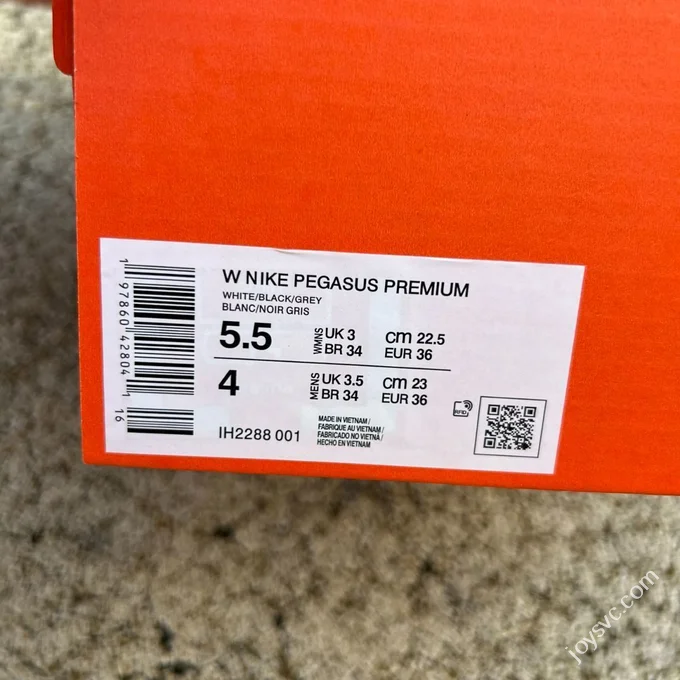 W NIKE PEGASUS PREMIUM
WHITE/BLACK/GREY
BLANC/NOIR GRIS
5.5 WMNS UK 3 cm 22.5
BR 34 EUR 36
4 MENS UK 3.5 cm 23
BR 34 EUR 36
IH2288 001
MADE IN VIETNAM /
FABRIQUE AU VIETNAM /
FABRICADO NO VIETNÃ /
HECHO EN VIETNAM
RFID
1 97860 42804 1 16
joysvc.com